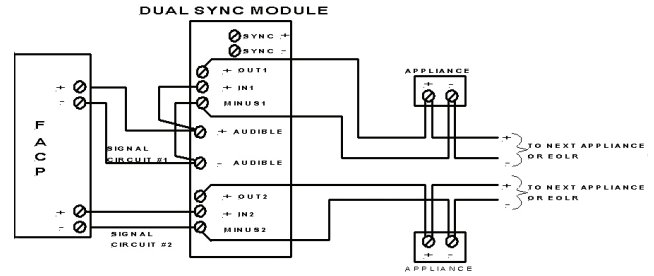 DUAL SYNC MODULE
SYNC +
SYNC -
+ OUT1
+ IN1
MINUS1
+ AUDIBLE
- AUDIBLE
+ OUT2
+ IN2
MINUS2
FACP
+
-
+
-
SIGNAL
CIRCUIT #1
SIGNAL
CIRCUIT #2
APPLIANCE
+ -
+
-
TO NEXT APPLIANCE
OR EOLR
+
-
TO NEXT APPLIANCE
OR EOLR
+ -
APPLIANCE